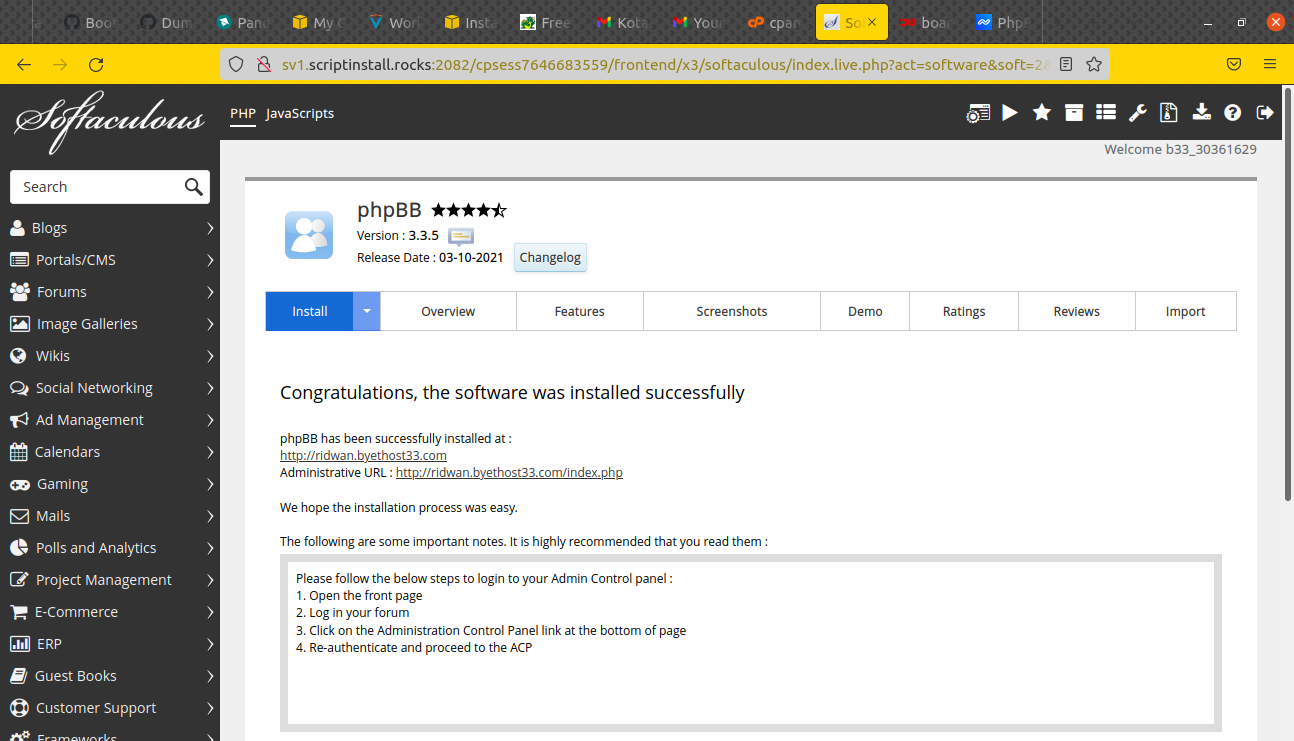 Boot
Dum
Pand
My C
Wor
Insta
Free
Kota
Your
cP cpan
So
boa
PhpB
sv1.scriptinstall.rocks:2082/cpsess7646683559/frontend/x3/softaculous/index.live.php?act=software&soft=28
Softaculous
PHP JavaScripts
Welcome b33_30361629
Search
Blogs
Portals/CMS
Forums
Image Galleries
Wikis
Social Networking
Ad Management
Calendars
Gaming
Mails
Polls and Analytics
Project Management
E-Commerce
ERP
Guest Books
Customer Support
Frameworks
phpBB
Version : 3.3.5
Release Date : 03-10-2021 Changelog
Install Overview Features Screenshots Demo Ratings Reviews Import
Congratulations, the software was installed successfully
phpBB has been successfully installed at :
http://ridwan.byethost33.com
Administrative URL : http://ridwan.byethost33.com/index.php
We hope the installation process was easy.
The following are some important notes. It is highly recommended that you read them :
Please follow the below steps to login to your Admin Control panel :
1. Open the front page
2. Log in your forum
3. Click on the Administration Control Panel link at the bottom of page
4. Re-authenticate and proceed to the ACP